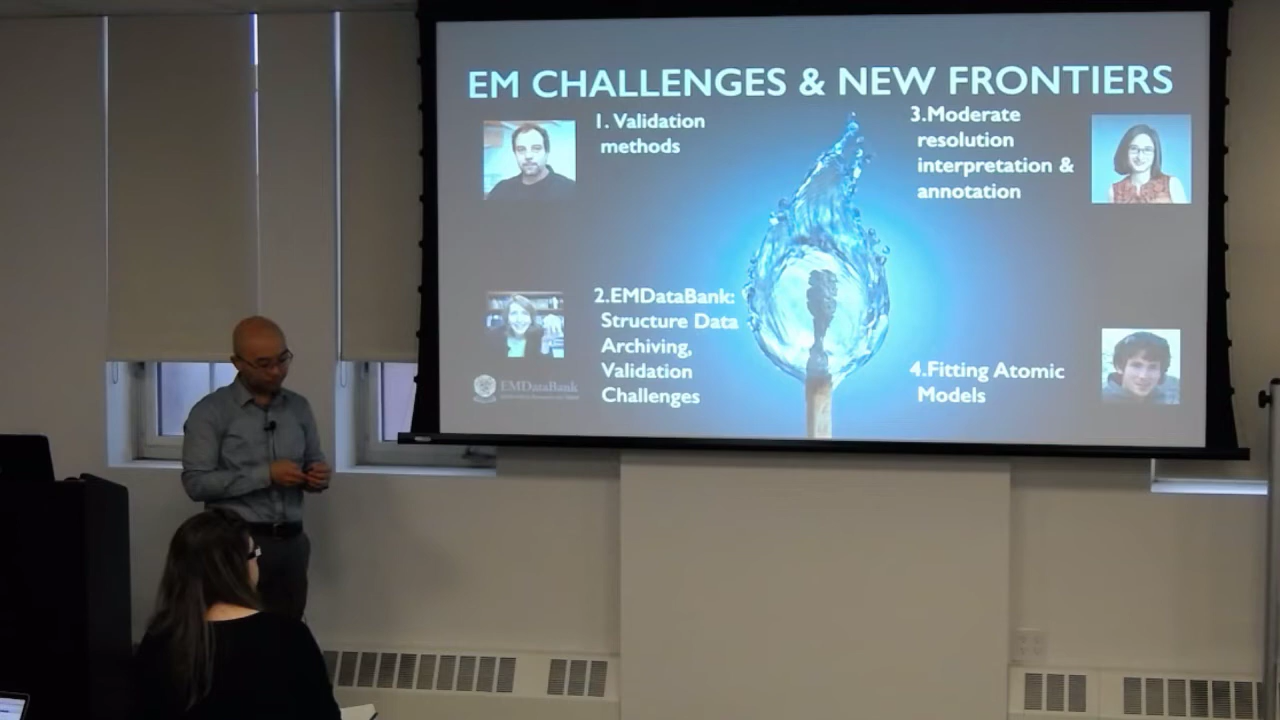 EM CHALLENGES & NEW FRONTIERS
1. Validation
methods
2.EMDataBank:
Structure Data
Archiving,
Validation
Challenges
EMDataBank
3.Moderate
resolution
interpretation &
annotation
4.Fitting Atomic
Models